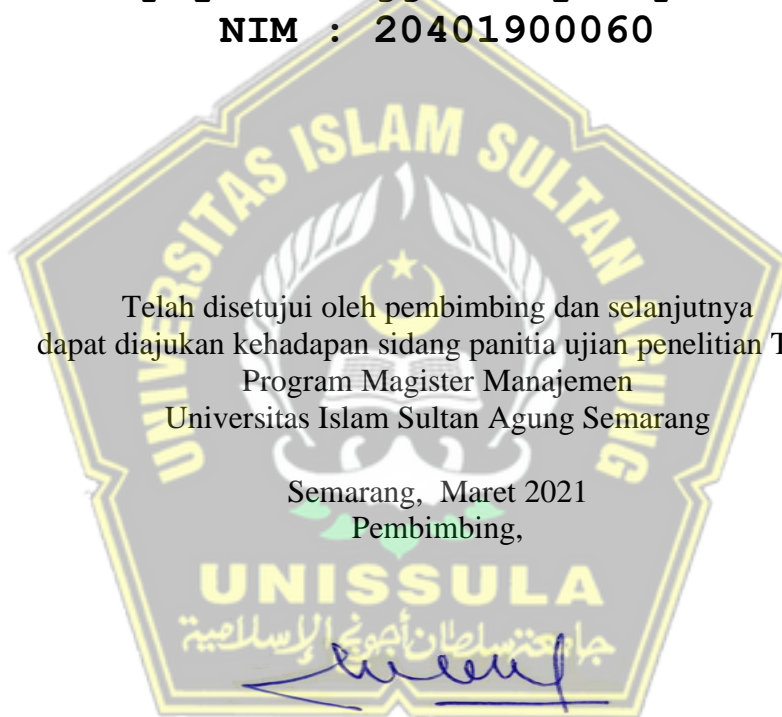 NIM : 20401900060
UNIVERSITAS ISLAM SULTAN AGUNG
Telah disetujui oleh pembimbing dan selanjutnya
dapat diajukan kehadapan sidang panitia ujian penelitian T
Program Magister Manajemen
Universitas Islam Sultan Agung Semarang
Semarang, Maret 2021
Pembimbing,
UNISSULA
جامعة سلطان أجونج الإسلامية